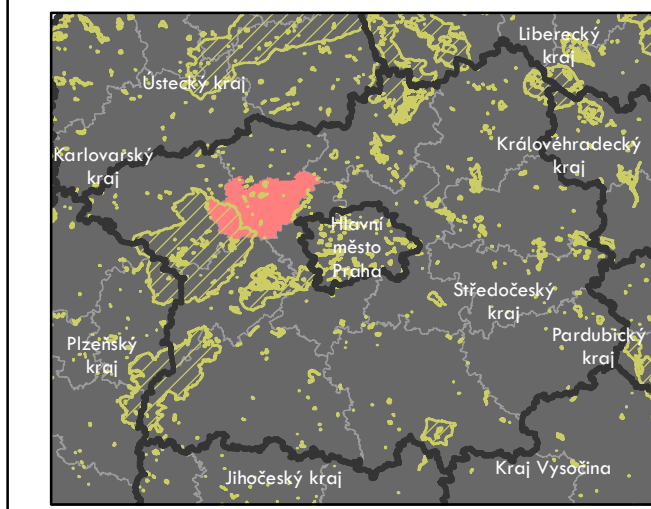 Liberecký
kraj
Ústecký kraj
Karlovarský
kraj
Královéhradecký
kraj
Hlavní
město
Praha
Středočeský
kraj
Plzeňský
kraj
Pardubický
kraj
Jihočeský kraj
Kraj Vysočina